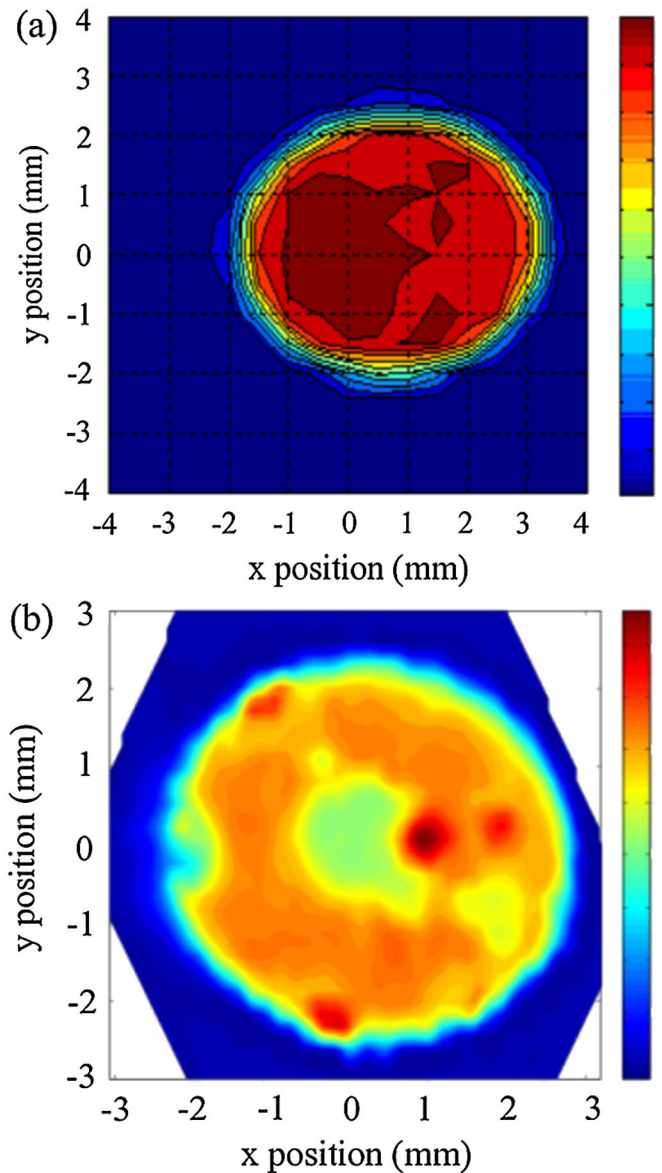 (a)
4
3
2
1
0
-1
-2
-3
-4
y position (mm)
-4 -3 -2 -1 0 1 2 3 4
x position (mm)
(b)
3
2
1
0
-1
-2
-3
y position (mm)
-3 -2 -1 0 1 2 3
x position (mm)